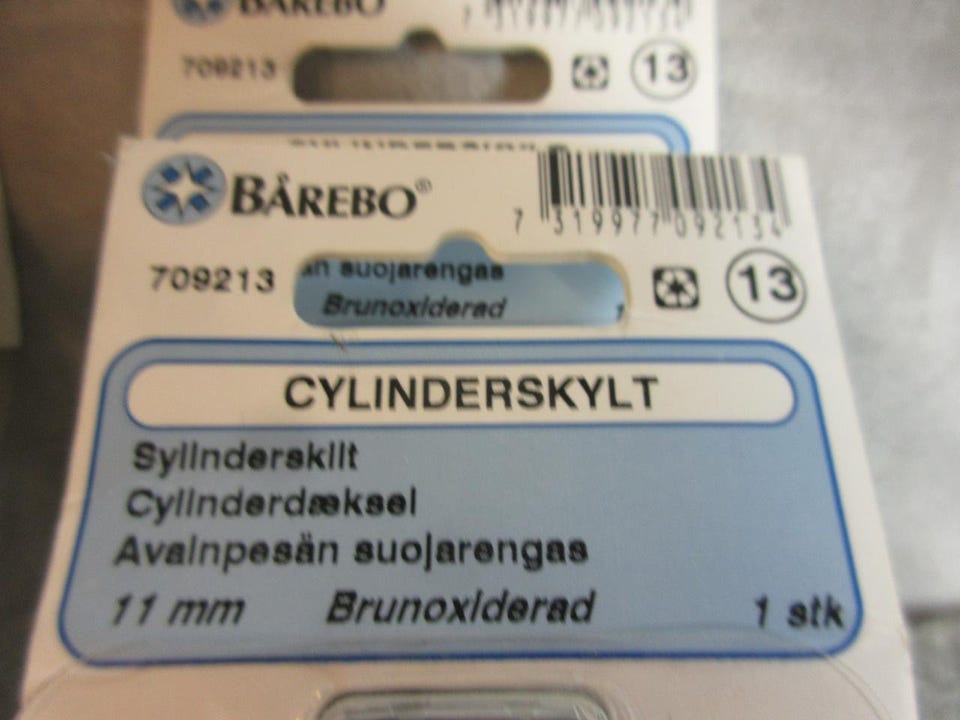 BÅREBO
709213
13
BÅREBO®
7 319977 092134
709213
än suojarengas
Brunoxiderad
1
13
CYLINDERSKYLT
Sylinderskilt
Cylinderdæksel
Avainpesän suojarengas
11 mm Brunoxiderad 1 stk